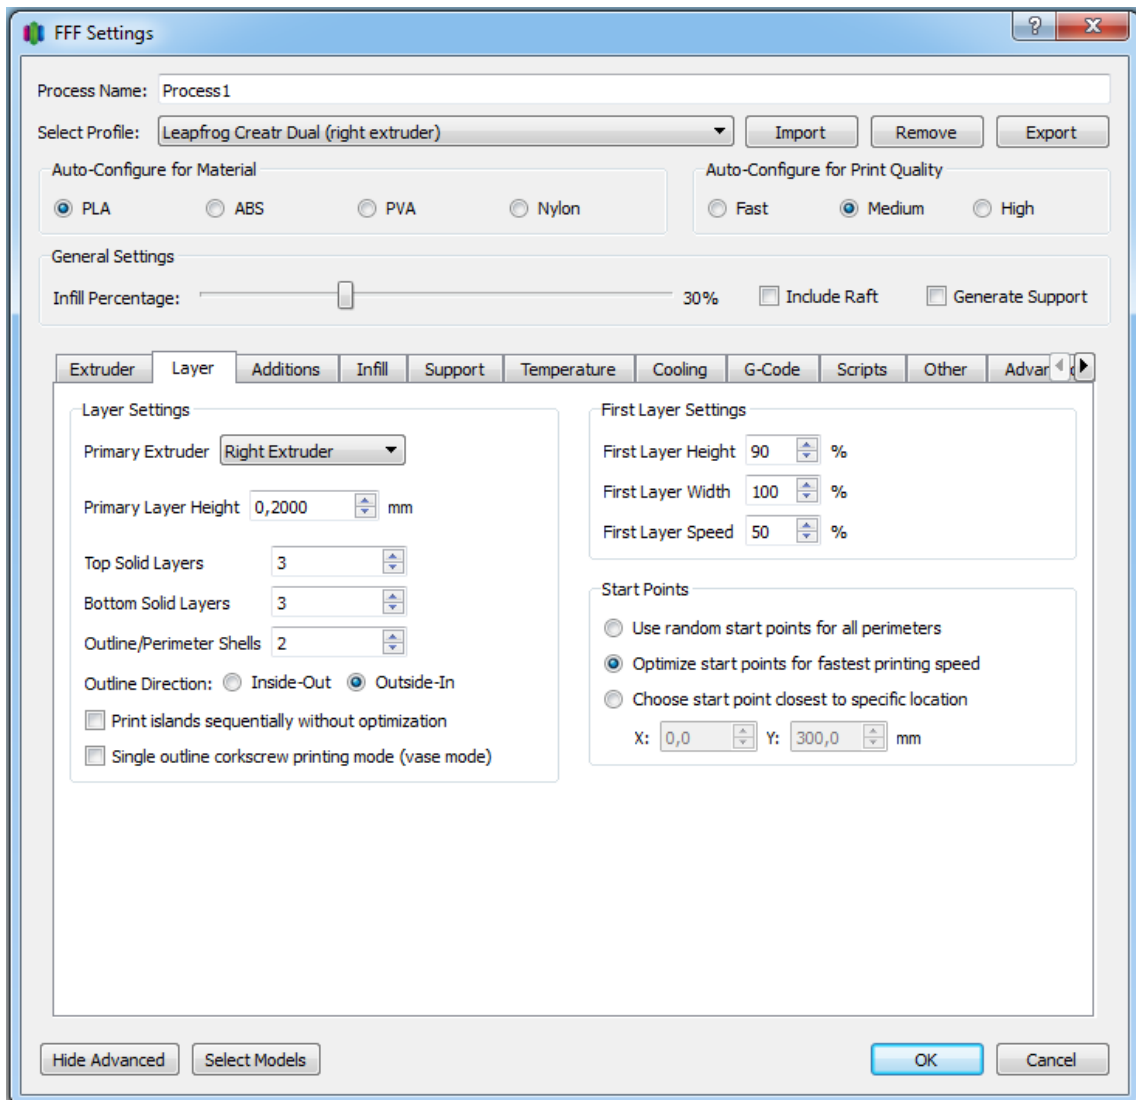 FFF Settings
Process Name: Process1
Select Profile: Leapfrog Creatr Dual (right extruder) Import Remove Export
Auto-Configure for Material
PLA ABS PVA Nylon
Auto-Configure for Print Quality
Fast Medium High
General Settings
Infill Percentage: 30% Include Raft Generate Support
Extruder Layer Additions Infill Support Temperature Cooling G-Code Scripts Other
Layer Settings
Primary Extruder Right Extruder
Primary Layer Height 0,2000 mm
Top Solid Layers 3
Bottom Solid Layers 3
Outline/Perimeter Shells 2
Outline Direction: Inside-Out Outside-In
Print islands sequentially without optimization
Single outline corkscrew printing mode (vase mode)
First Layer Settings
First Layer Height 90 %
First Layer Width 100 %
First Layer Speed 50 %
Start Points
Use random start points for all perimeters
Optimize start points for fastest printing speed
Choose start point closest to specific location
X: 0,0 Y: 300,0 mm
Hide Advanced Select Models OK Cancel